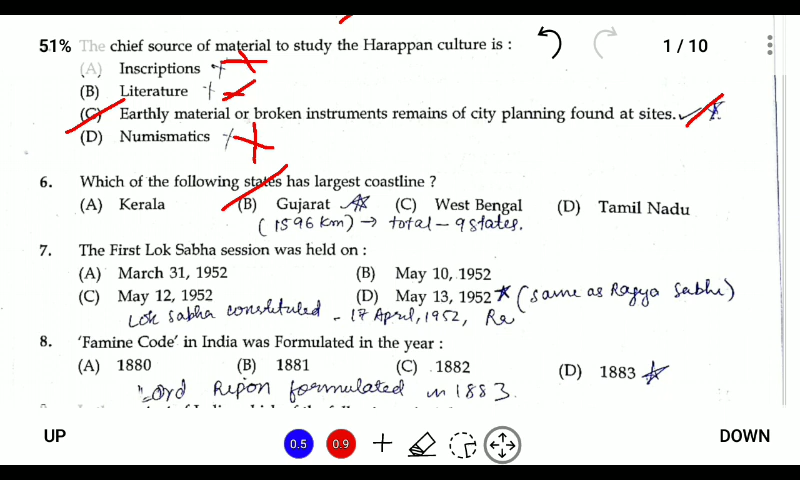 51% The chief source of material to study the Harappan culture is : 1 / 10
(A) Inscriptions
(B) Literature
(C) Earthly material or broken instruments remains of city planning found at sites.
(D) Numismatics
6. Which of the following states has largest coastline ?
(A) Kerala (B) Gujarat (C) West Bengal (D) Tamil Nadu
(1596 km) → total - 9 states.
7. The First Lok Sabha session was held on :
(A) March 31, 1952 (B) May 10, 1952
(C) May 12, 1952 (D) May 13, 1952 (same as Rajya Sabha)
Lok Sabha constituted - 17 April, 1952,
8. 'Famine Code' in India was Formulated in the year :
(A) 1880 (B) 1881 (C) 1882 (D) 1883
Lord Ripon formulated in 1883.
UP 0.5 0.9 DOWN